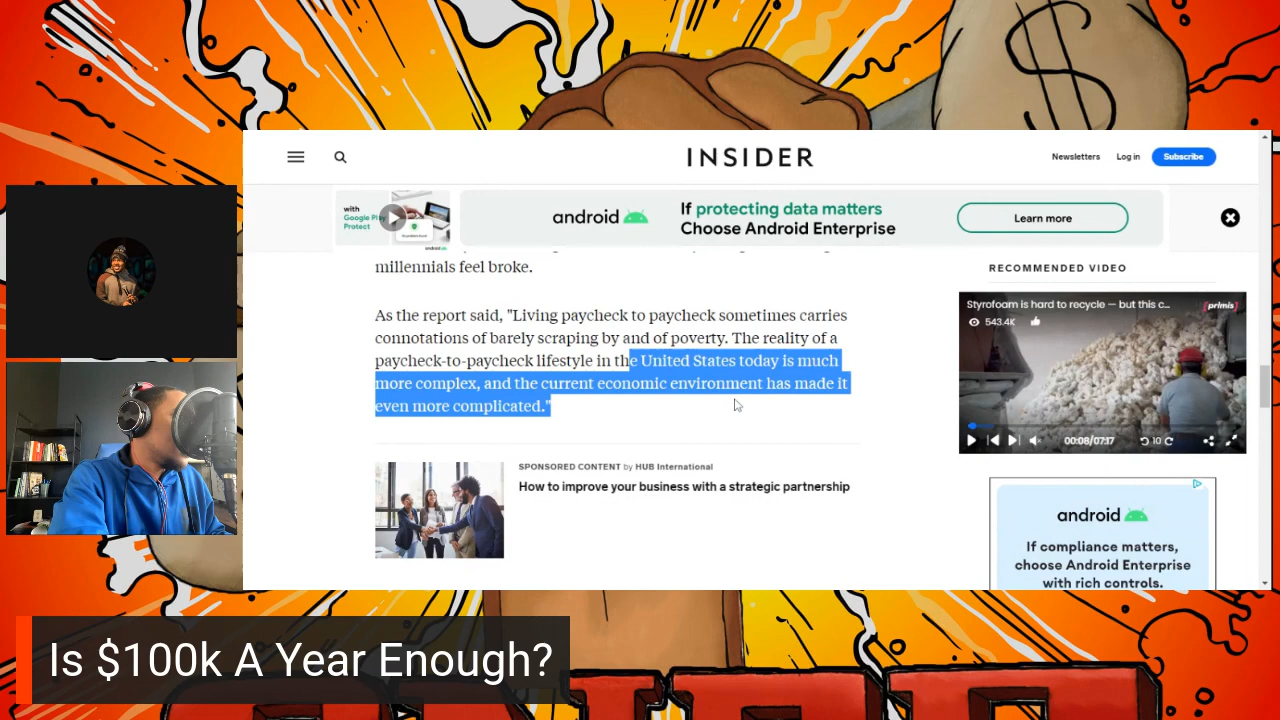 $
INSIDER
Newsletters
Log in
Subscribe
with
Google Play
Protect
android
If protecting data matters
Choose Android Enterprise
Learn more
millennials feel broke.
As the report said, "Living paycheck to paycheck sometimes carries
connotations of barely scraping by and of poverty. The reality of a
paycheck-to-paycheck lifestyle in the United States today is much
more complex, and the current economic environment has made it
even more complicated."
SPONSORED CONTENT by HUB International
How to improve your business with a strategic partnership
RECOMMENDED VIDEO
Styrofoam is hard to recycle — but this c...
[primis]
543.4K
00:08/07:17
10
android
If compliance matters,
choose Android Enterprise
with rich controls.
Is $100k A Year Enough?